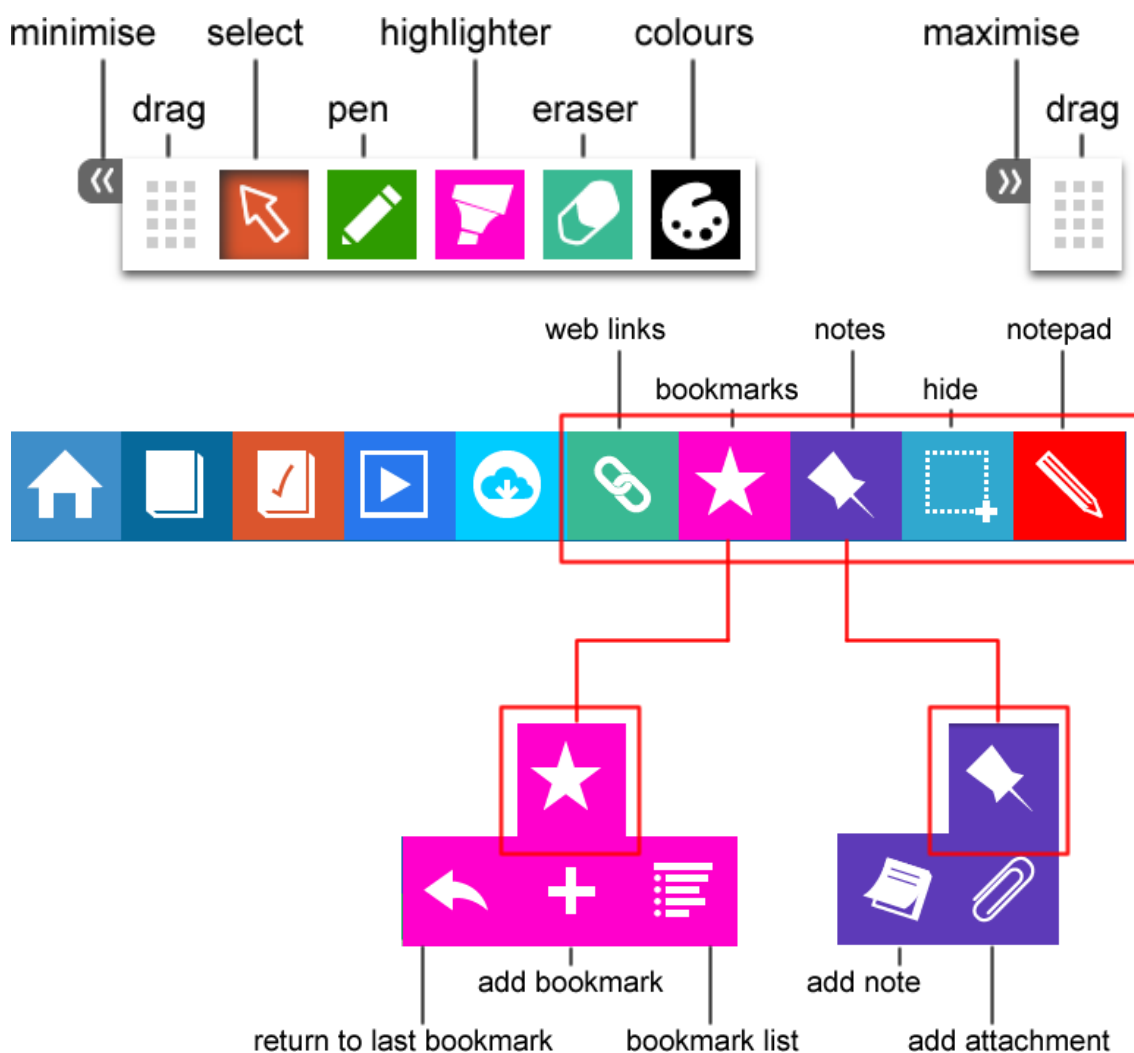 minimise select highlighter colours maximise
drag pen eraser drag
web links notes notepad
bookmarks hide
add bookmark add note
return to last bookmark bookmark list add attachment